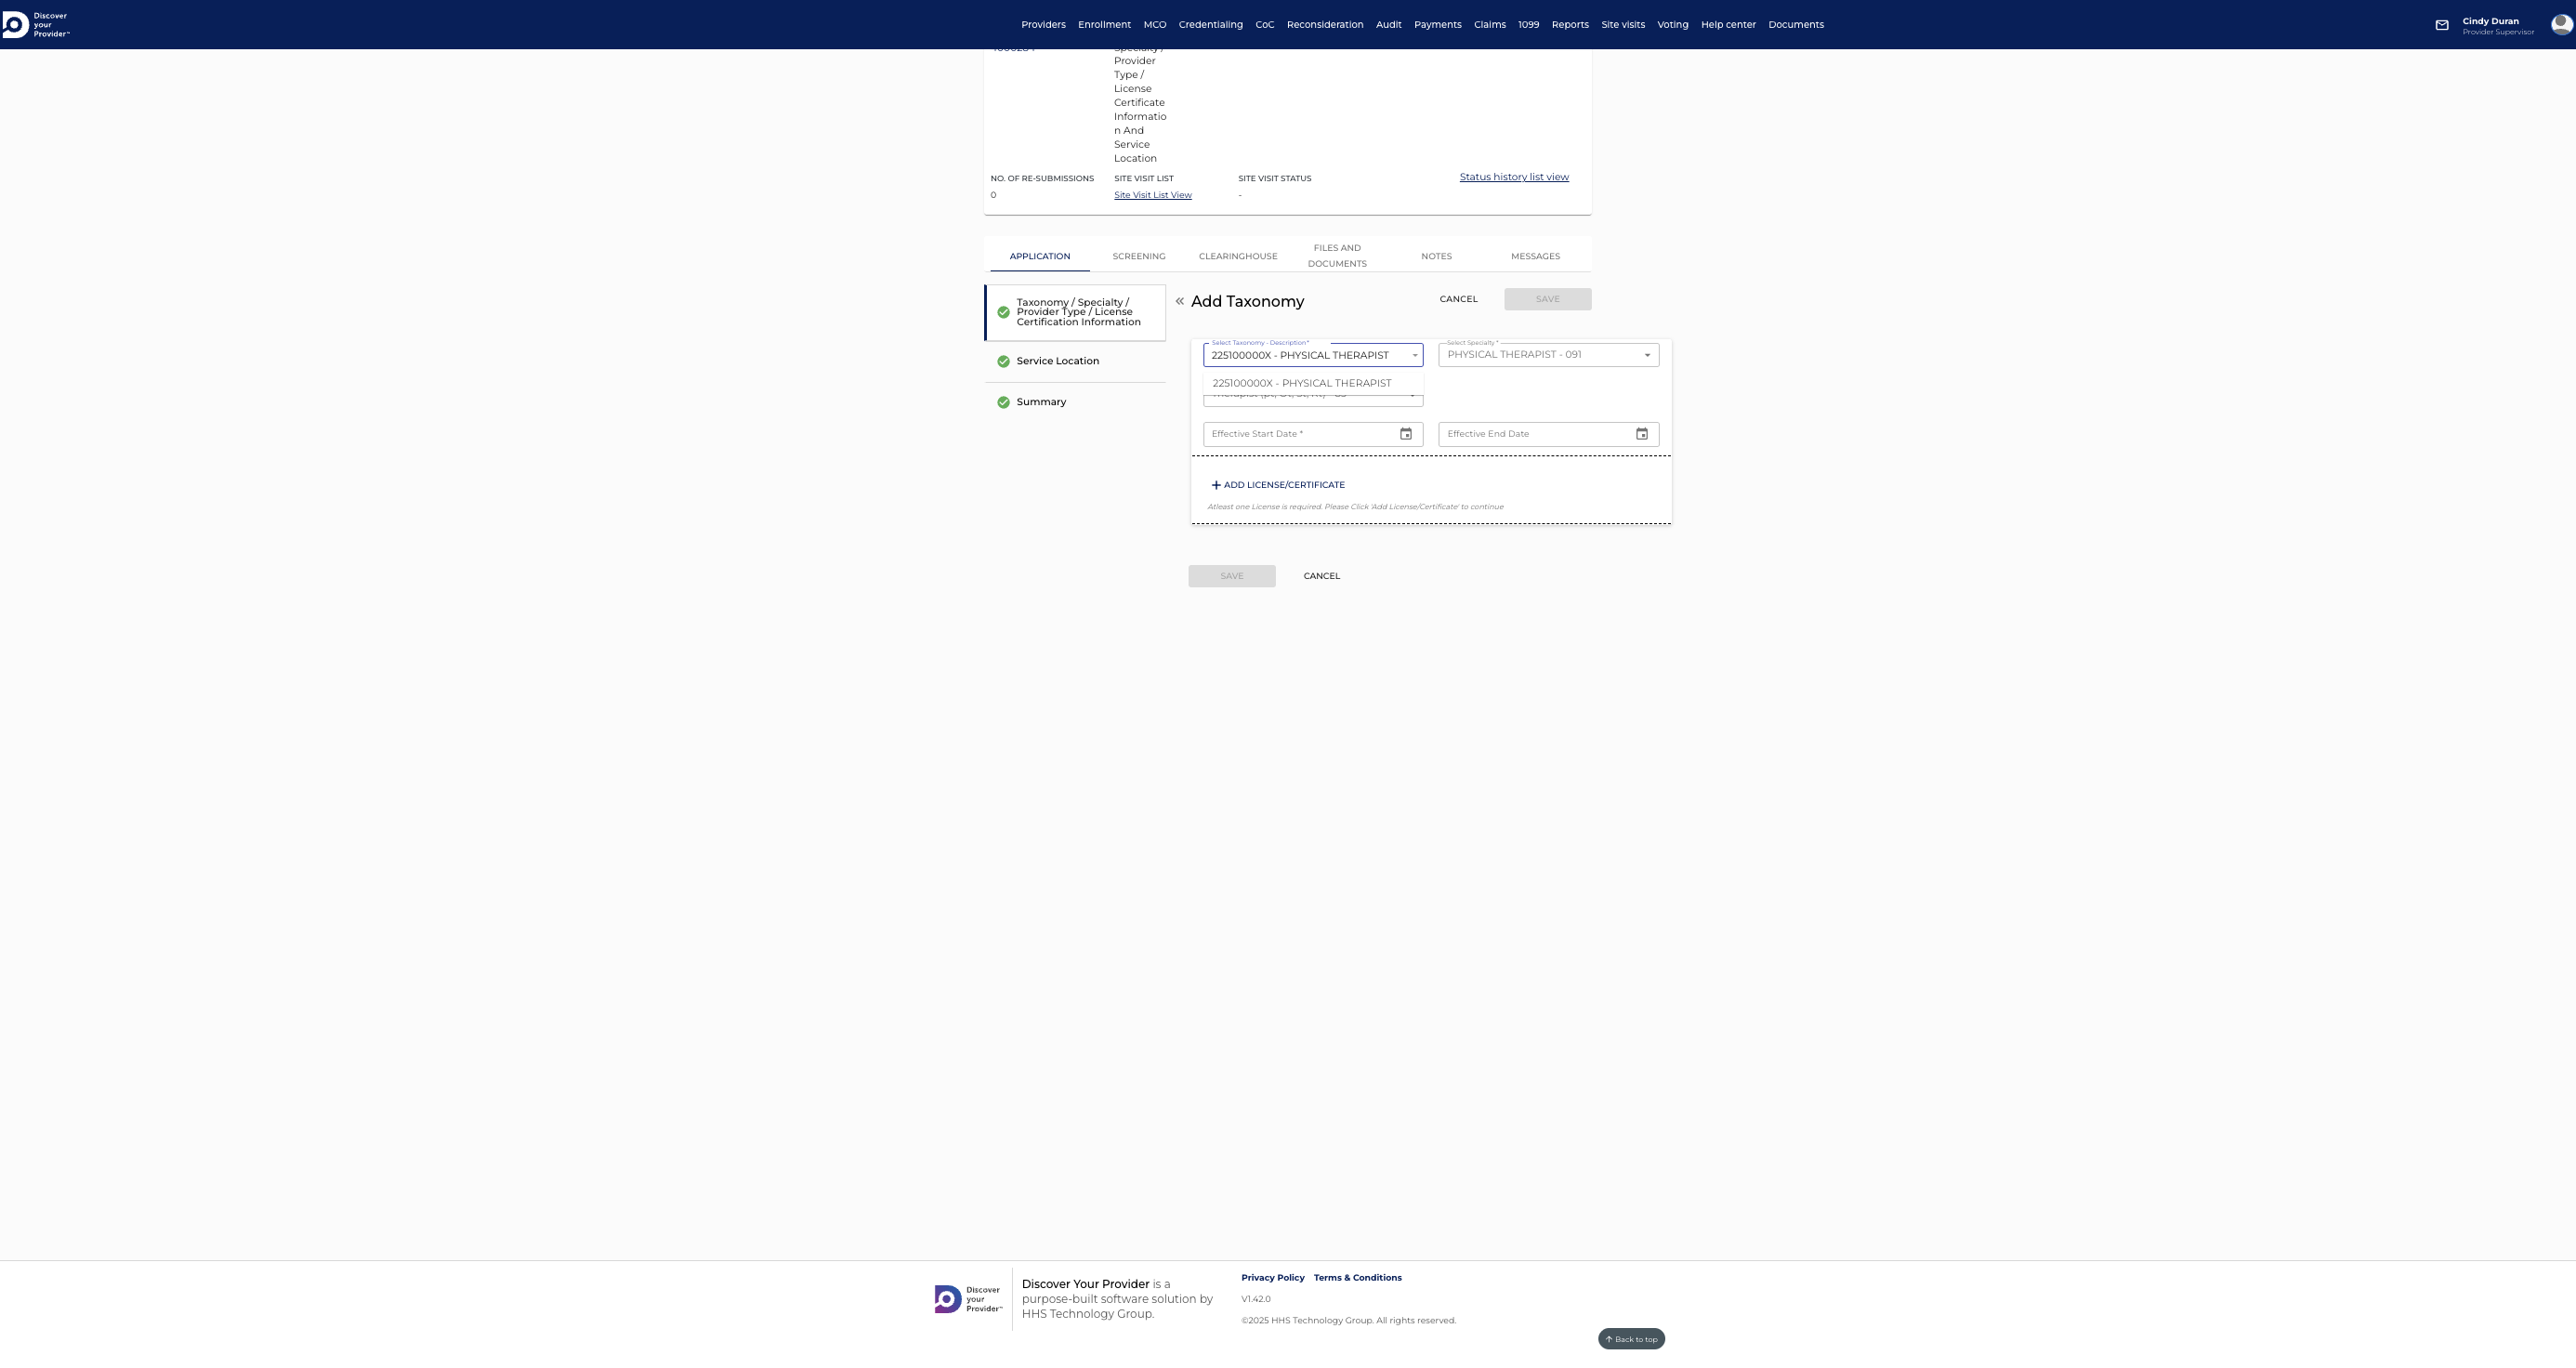 Discover
your
Provider™
Providers Enrollment MCO Credentialing CoC Reconsideration Audit Payments Claims 1099 Reports Site visits Voting Help center Documents
Cindy Duran
Provider Supervisor
Provider
Type /
License
Certificate
Informatio
n And
Service
Location
NO. OF RE-SUBMISSIONS SITE VISIT LIST SITE VISIT STATUS Status history list view
0 Site Visit List View -
APPLICATION SCREENING CLEARINGHOUSE FILES AND DOCUMENTS NOTES MESSAGES
Taxonomy / Specialty /
Provider Type / License
Certification Information
Service Location
Summary
« Add Taxonomy CANCEL SAVE
Select Taxonomy - Description* Select Specialty *
225100000X - PHYSICAL THERAPIST PHYSICAL THERAPIST - 091
225100000X - PHYSICAL THERAPIST
Effective Start Date * Effective End Date
+ ADD LICENSE/CERTIFICATE
Atleast one License is required. Please Click 'Add License/Certificate' to continue
SAVE CANCEL
Discover
your
Provider™
Discover Your Provider is a
purpose-built software solution by
HHS Technology Group.
Privacy Policy Terms & Conditions
V1.42.0
©2025 HHS Technology Group. All rights reserved.
Back to top